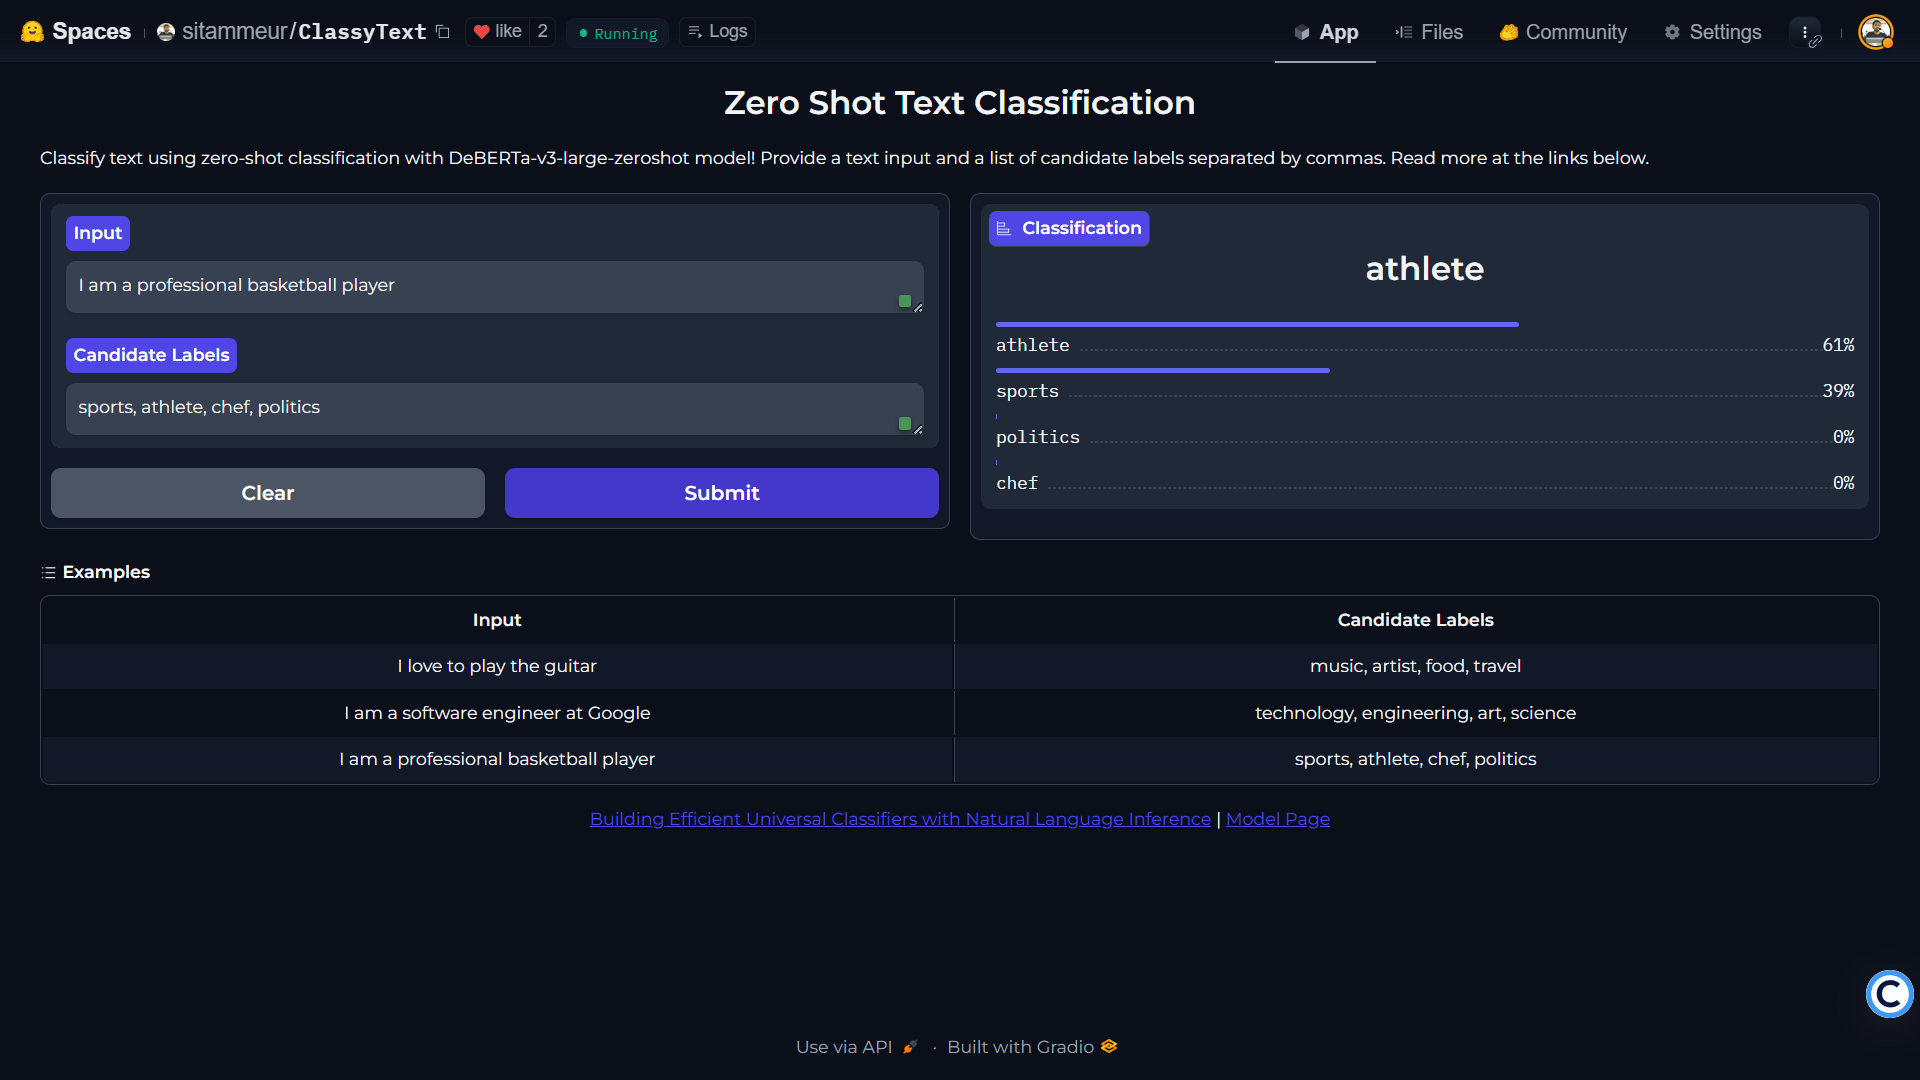 Spaces sitammeur/ClassyText like 2 Running Logs App Files Community Settings
Zero Shot Text Classification
Classify text using zero-shot classification with DeBERTa-v3-large-zeroshot model! Provide a text input and a list of candidate labels separated by commas. Read more at the links below.
Input
I am a professional basketball player
Candidate Labels
sports, athlete, chef, politics
Clear Submit
Classification
athlete
athlete 61%
sports 39%
politics 0%
chef 0%
Examples
Input Candidate Labels
I love to play the guitar music, artist, food, travel
I am a software engineer at Google technology, engineering, art, science
I am a professional basketball player sports, athlete, chef, politics
Building Efficient Universal Classifiers with Natural Language Inference | Model Page
C
Use via API · Built with Gradio